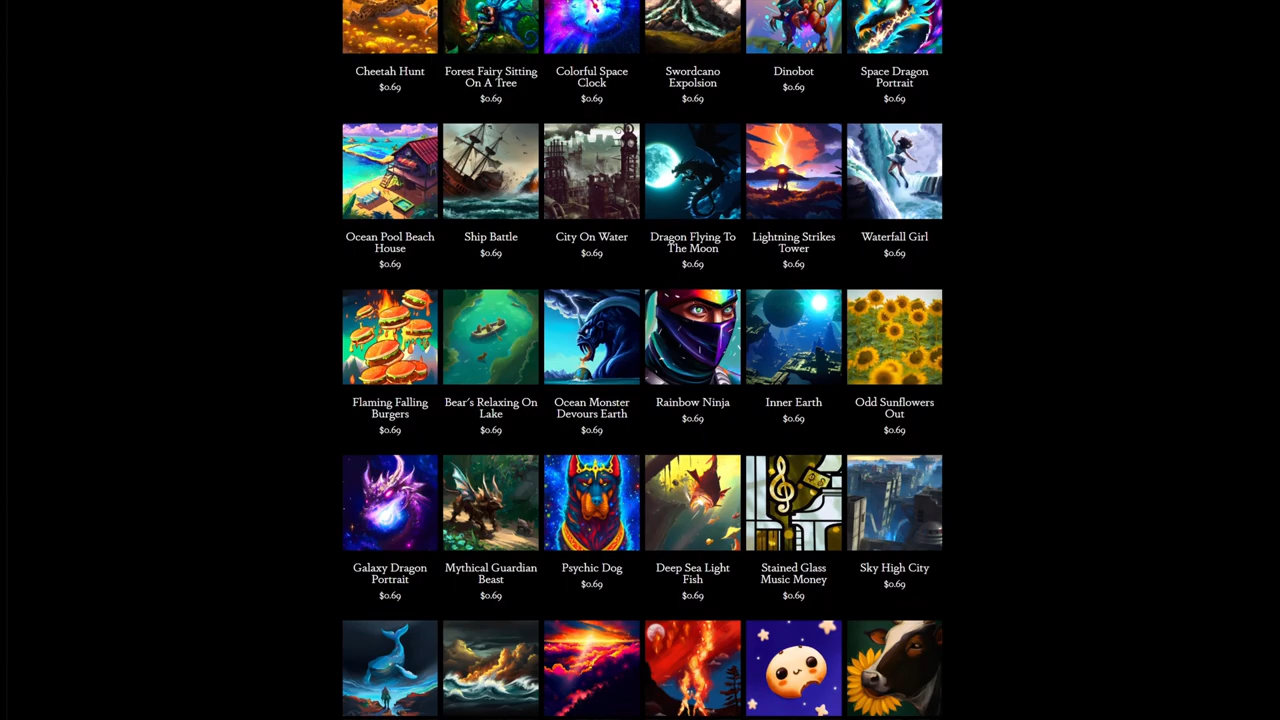 Cheetah Hunt
$0.69
Forest Fairy Sitting
On A Tree
$0.69
Colorful Space
Clock
$0.69
Swordcano
Expolsion
$0.69
Dinobot
$0.69
Space Dragon
Portrait
$0.69
Ocean Pool Beach
House
$0.69
Ship Battle
$0.69
City On Water
$0.69
Dragon Flying To
The Moon
$0.69
Lightning Strikes
Tower
$0.69
Waterfall Girl
$0.69
Flaming Falling
Burgers
$0.69
Bear's Relaxing On
Lake
$0.69
Ocean Monster
Devours Earth
$0.69
Rainbow Ninja
$0.69
Inner Earth
$0.69
Odd Sunflowers
Out
$0.69
Galaxy Dragon
Portrait
$0.69
Mythical Guardian
Beast
$0.69
Psychic Dog
$0.69
Deep Sea Light
Fish
$0.69
Stained Glass
Music Money
$0.69
Sky High City
$0.69